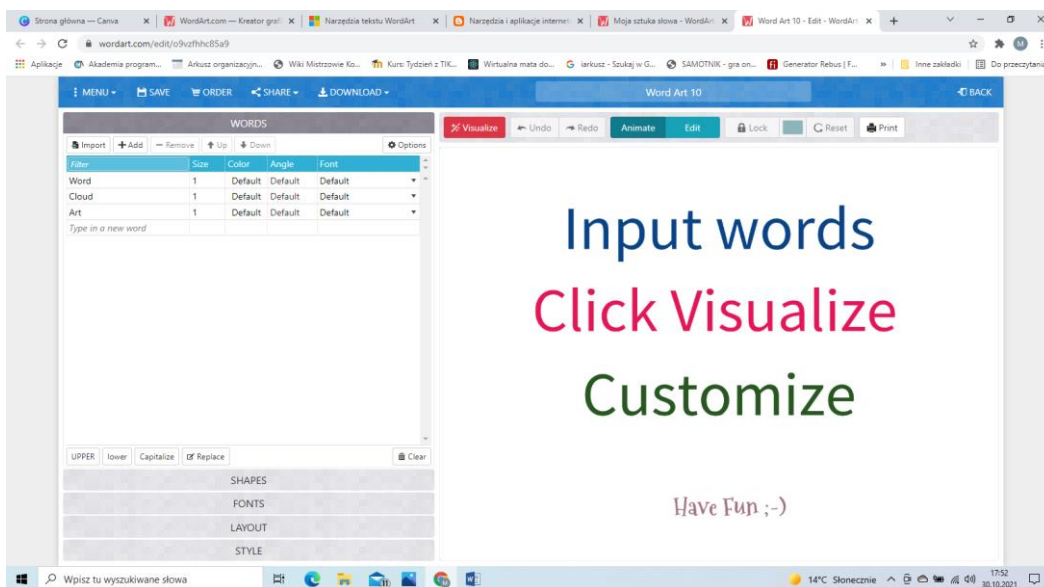 Strona główna — Canva
WordArt.com — Kreator grafi
Narzędzia tekstu WordArt
Narzędzia i aplikacje interne
Moja sztuka słowa - WordAr
Word Art 10 - Edit - WordAr
wordart.com/edit/o9vzfhhc85a9
M
Aplikacje
Akademia program...
Arkusz organizacyjn...
Wiki Mistrzowie Ko...
Kurs: Tydzień z TIK...
Wirtualna mata do...
iarkusz - Szukaj w G...
SAMOTNIK - gra on...
Generator Rebus | F...
»
Inne zakładki
Do przeczytania
MENU
SAVE
ORDER
SHARE
DOWNLOAD
Word Art 10
BACK
WORDS
Import
Add
Remove
Up
Down
Options
Visualize
Undo
Redo
Animate
Edit
Lock
Reset
Print
Filter Size Color Angle Font
Word 1 Default Default Default
Cloud 1 Default Default Default
Art 1 Default Default Default
Type in a new word
UPPER
lower
Capitalize
Replace
Clear
SHAPES
FONTS
LAYOUT
STYLE
Input words
Click Visualize
Customize
Have Fun ;-)
Wpisz tu wyszukiwane słowa
14°C Słonecznie
17:52
30.10.2021